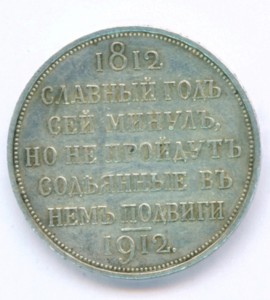 1812
СЛАВНЫЙ ГОДЪ
СЕЙ МИНУЛЪ,
НО НЕ ПРОЙДУТЪ
СОДѢЯННЫЕ ВЪ
НЕМЪ ПОДВИГИ
1912.